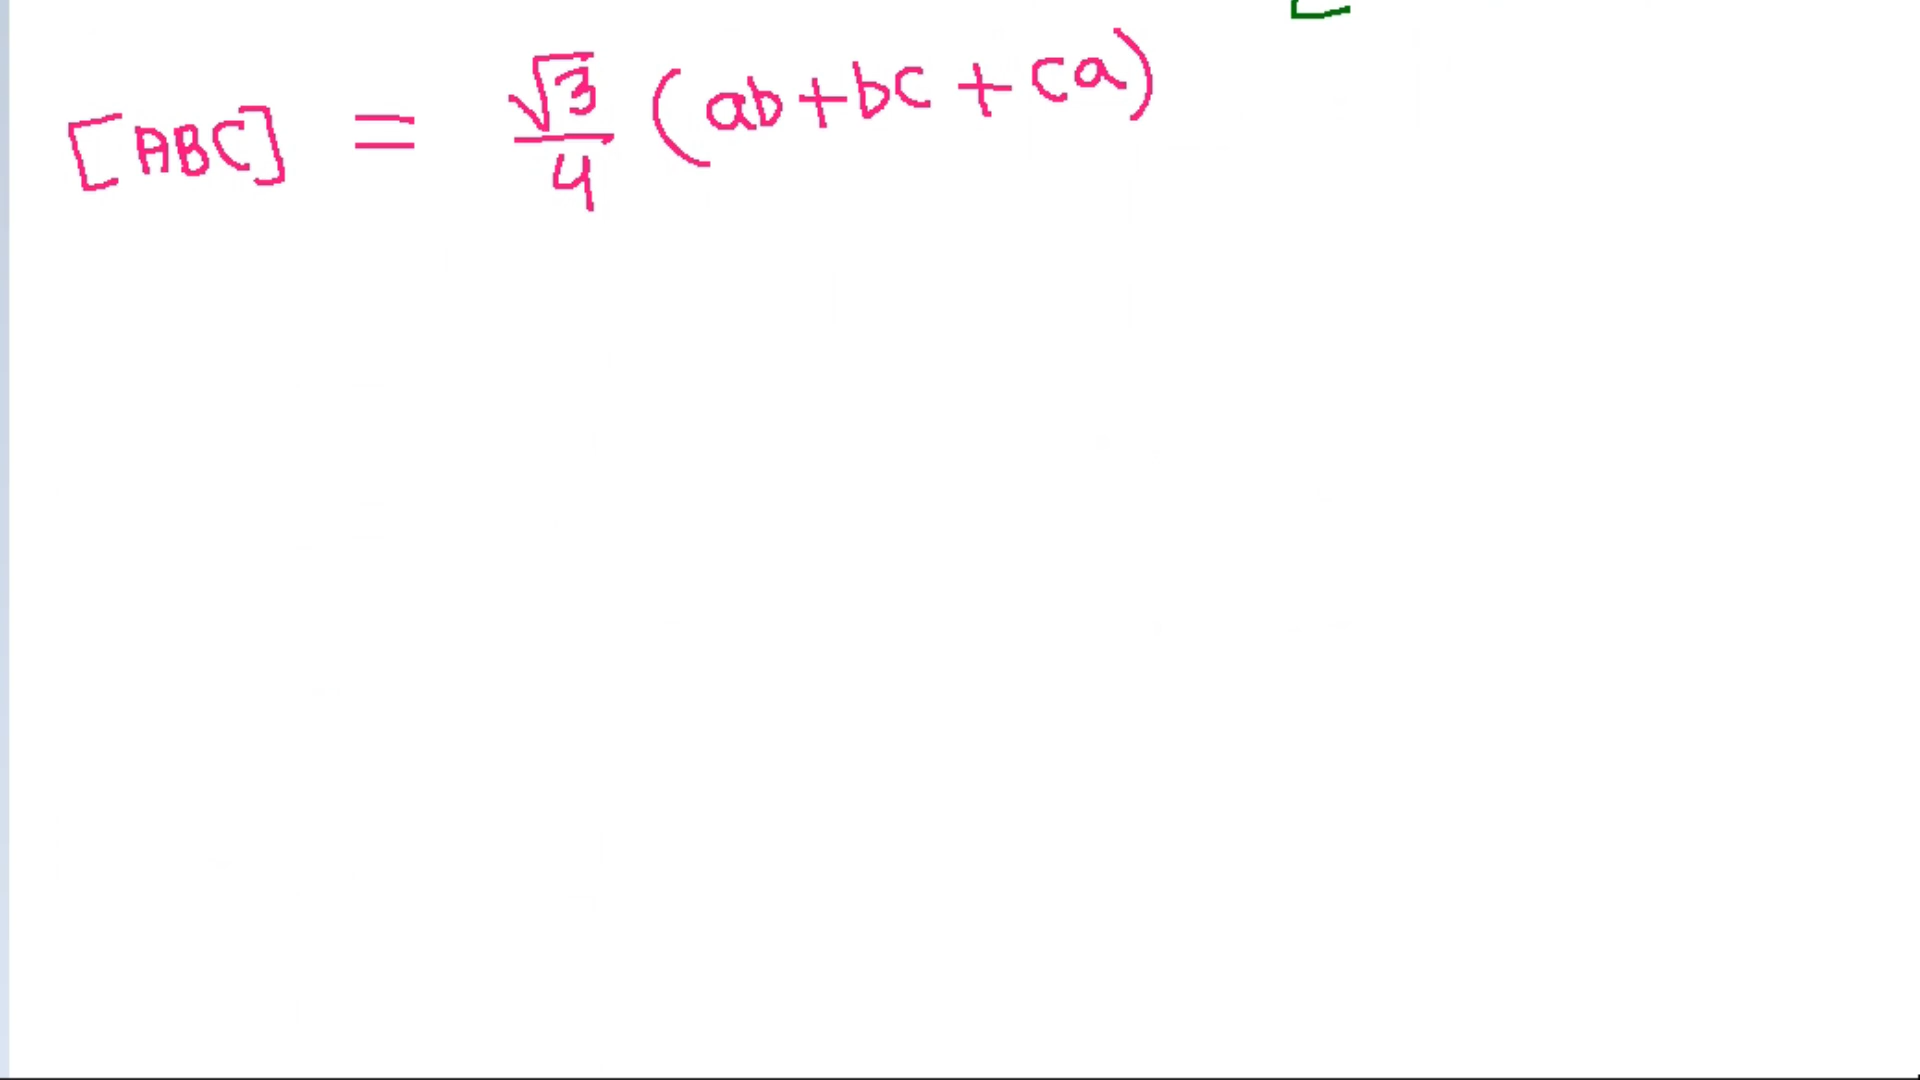 [ABC] = √3/4 (ab+bc+ca)